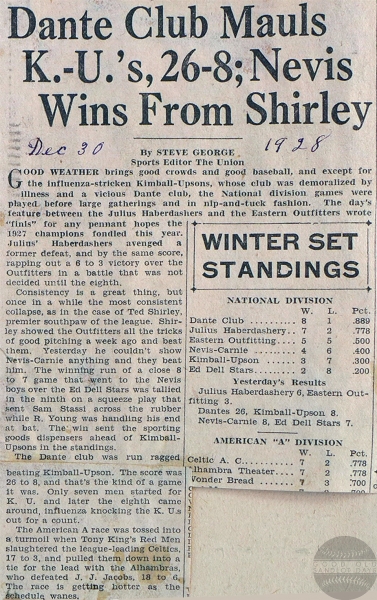 Dante Club Mauls
K.-U.'s, 26-8; Nevis
Wins From Shirley
Dec 30
1928
By STEVE GEORGE
Sports Editor The Union
GOOD WEATHER brings good crowds and good baseball, and except for
the influenza-stricken Kimball-Upsons, whose club was demoralized by
illness and a vicious Dante club, the National division games were
played before large gatherings and in nip-and-tuck fashion. The day's
feature between the Julius Haberdashers and the Eastern Outfitters wrote
"finis" for any pennant hopes the
1927 champions fondled this year.
Julius' Haberdashers avenged a
former defeat, and by the same score,
rapping out a 6 to 3 victory over the
Outfitters in a battle that was not
decided until the eighth.
Consistency is a great thing, but
once in a while the most consistent
collapse, as in the case of Ted Shirley,
premier southpaw of the league. Shir-
ley showed the Outfitters all the tricks
of good pitching a week ago and beat
them. Yesterday he couldn't show
Nevis-Carnie anything and they beat
him. The winning run of a close 8
to 7 game that went to the Nevis
boys over the Ed Dell Stars was tallied
in the ninth on a squeeze play that
sent Sam Stassi across the rubber
while R. Young was handling his end
at bat. The win sent the sporting
goods dispensers ahead of Kimball-
Upsons in the standings.
The Dante club was run ragged
beating Kimball-Upson. The score was
26 to 8, and that's the kind of a game
it was. Only seven men started for
K. U. and later the eighth came
around, influenza knocking the K. U.s
out for a count.
The American A race was tossed into
a turmoil when Tony King's Red Men
slaughtered the league-leading Celtics,
17 to 3, and pulled them down into a
tie for the lead with the Alhambras,
who defeated J. J. Jacobs, 18 to 6.
The race is getting hotter as the
schedule wanes.
WINTER SET
STANDINGS
NATIONAL DIVISION
W. L. Pct.
Dante Club .......... 8 1 .889
Julius Haberdashery.. 7 2 .778
Eastern Outfitting.... 5 5 .500
Nevis-Carnie ......... 4 6 .400
Kimball-Upson ........ 3 7 .300
Ed Dell Stars ........ 2 8 .200
Yesterday's Results
Julius Haberdashery 6, Eastern Out-
fitting 3.
Dantes 26, Kimball-Upson 8.
Nevis-Carnie 8, Ed Dell Stars 7.
AMERICAN "A" DIVISION
W. L. Pct.
Celtic A. C. .......... 7 2 .778
Alhambra Theater...... 7 2 .778
Wonder Bread ........ 7 3 .700